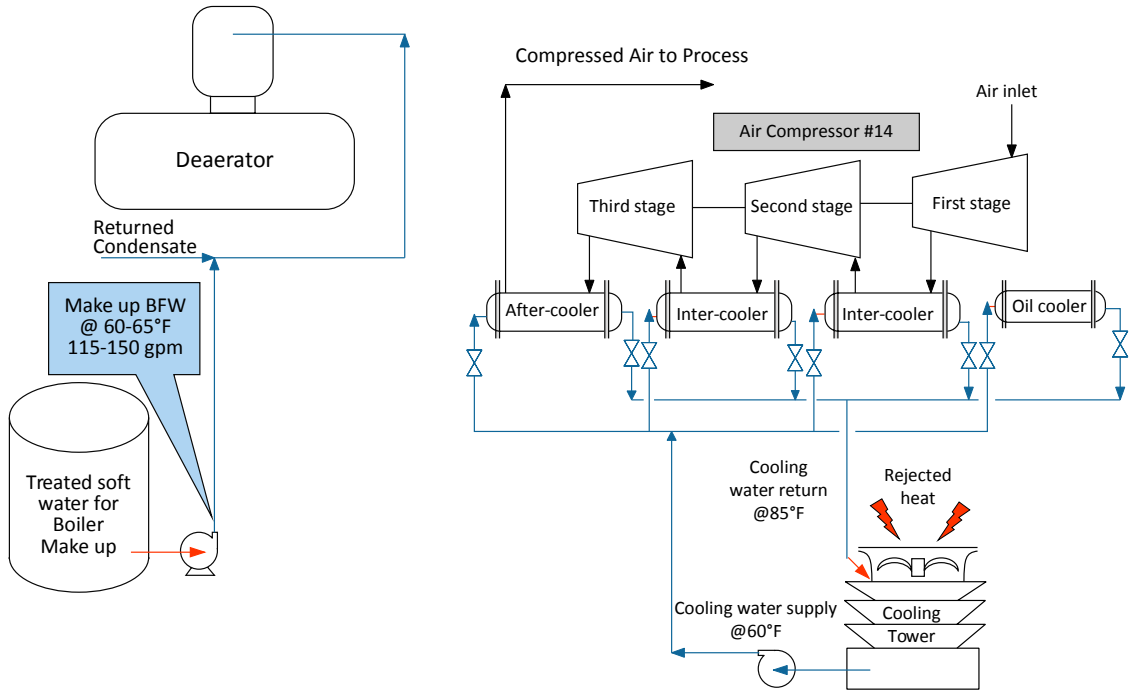 Deaerator
Returned
Condensate
Make up BFW
@ 60-65°F
115-150 gpm
Treated soft
water for
Boiler
Make up
Compressed Air to Process
Air inlet
Air Compressor #14
Third stage
Second stage
First stage
After-cooler
Inter-cooler
Inter-cooler
Oil cooler
Cooling
water return
@85°F
Rejected
heat
Cooling water supply
@60°F
Cooling
Tower